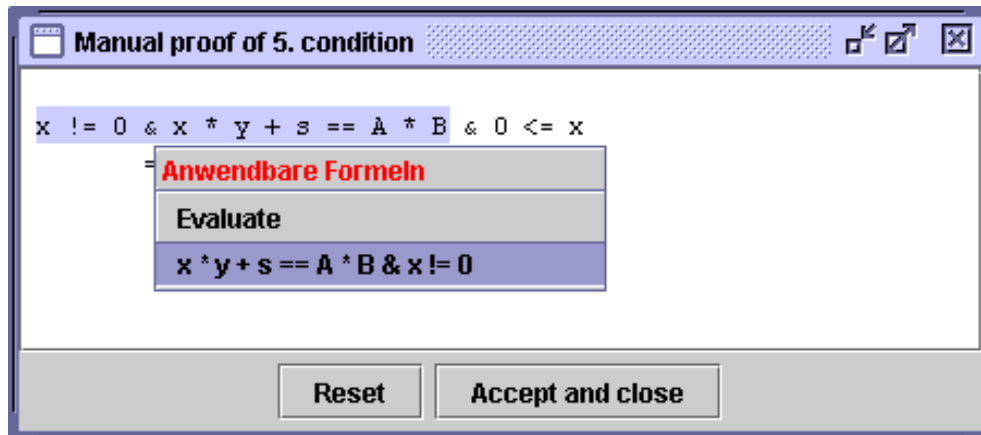 Manual proof of 5. condition
x != 0 & x * y + s == A * B & 0 <= x
=
Anwendbare Formeln
Evaluate
x * y + s == A * B & x != 0
Reset
Accept and close